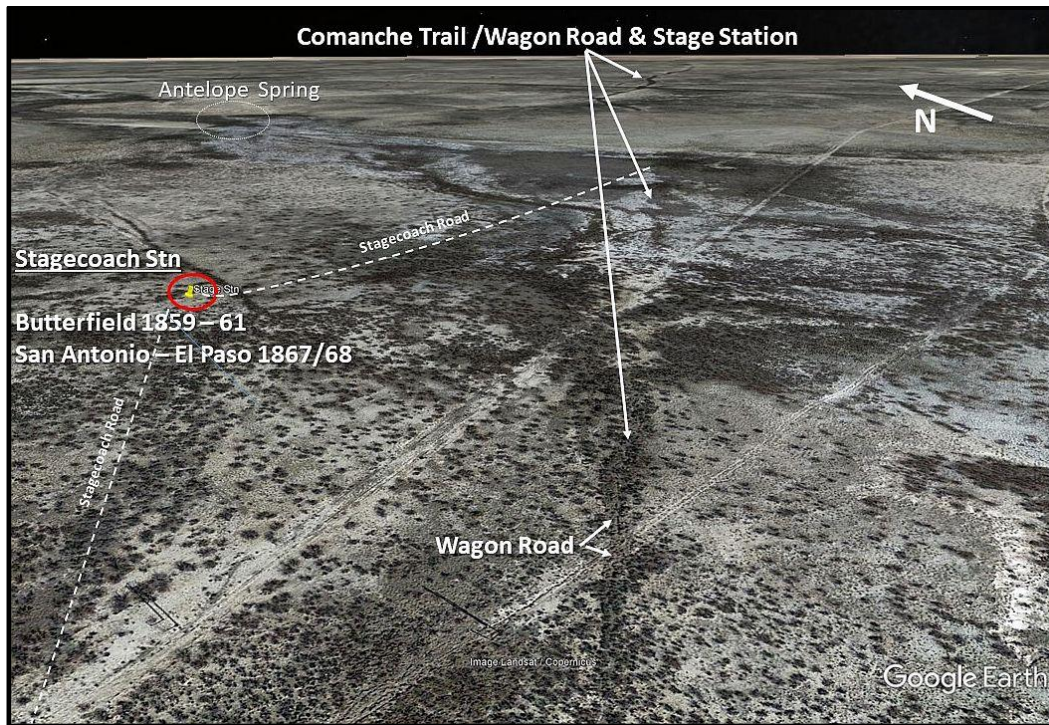 Comanche Trail /Wagon Road & Stage Station
Antelope Spring
N
Stagecoach Road
Stagecoach Stn
Stage Stn
Butterfield 1859 – 61
San Antonio – El Paso 1867/68
Stagecoach Road
Wagon Road
Image Landsat / Copernicus
Google Earth